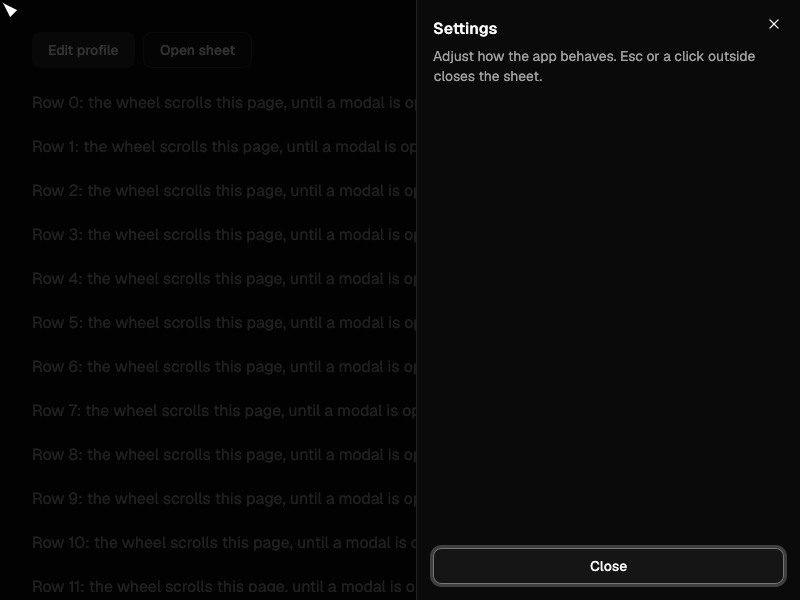 Edit profile
Open sheet
Row 0: the wheel scrolls this page, until a modal is
Row 1: the wheel scrolls this page, until a modal is
Row 2: the wheel scrolls this page, until a modal is
Row 3: the wheel scrolls this page, until a modal is
Row 4: the wheel scrolls this page, until a modal is
Row 5: the wheel scrolls this page, until a modal is
Row 6: the wheel scrolls this page, until a modal is
Row 7: the wheel scrolls this page, until a modal is
Row 8: the wheel scrolls this page, until a modal is
Row 9: the wheel scrolls this page, until a modal is
Row 10: the wheel scrolls this page, until a modal is
Row 11: the wheel scrolls this page, until a modal is
Settings
Adjust how the app behaves. Esc or a click outside
closes the sheet.
Close